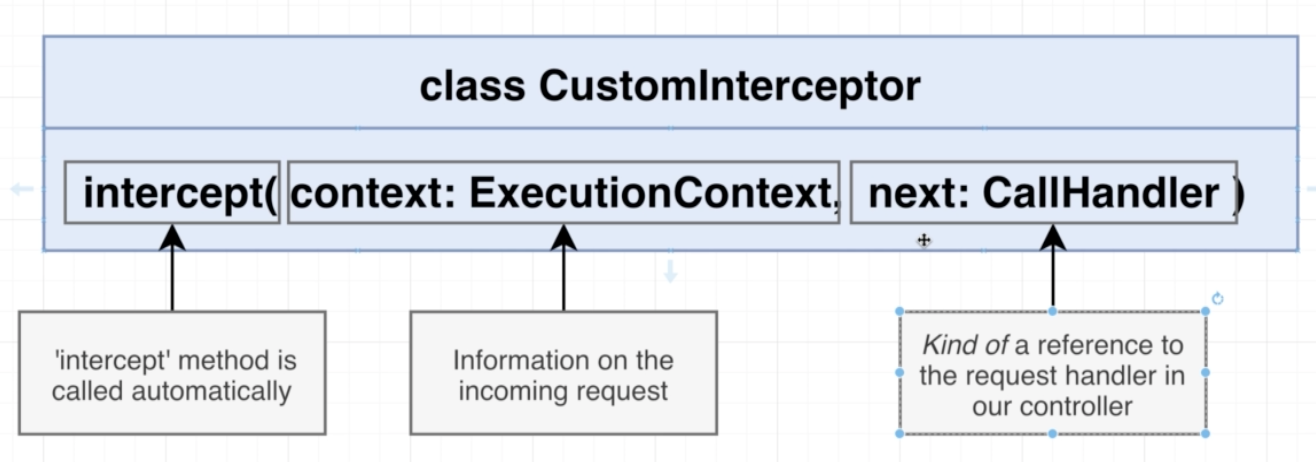 class CustomInterceptor
intercept( context: ExecutionContext, next: CallHandler )
'intercept' method is
called automatically
Information on the
incoming request
Kind of a reference to
the request handler in
our controller